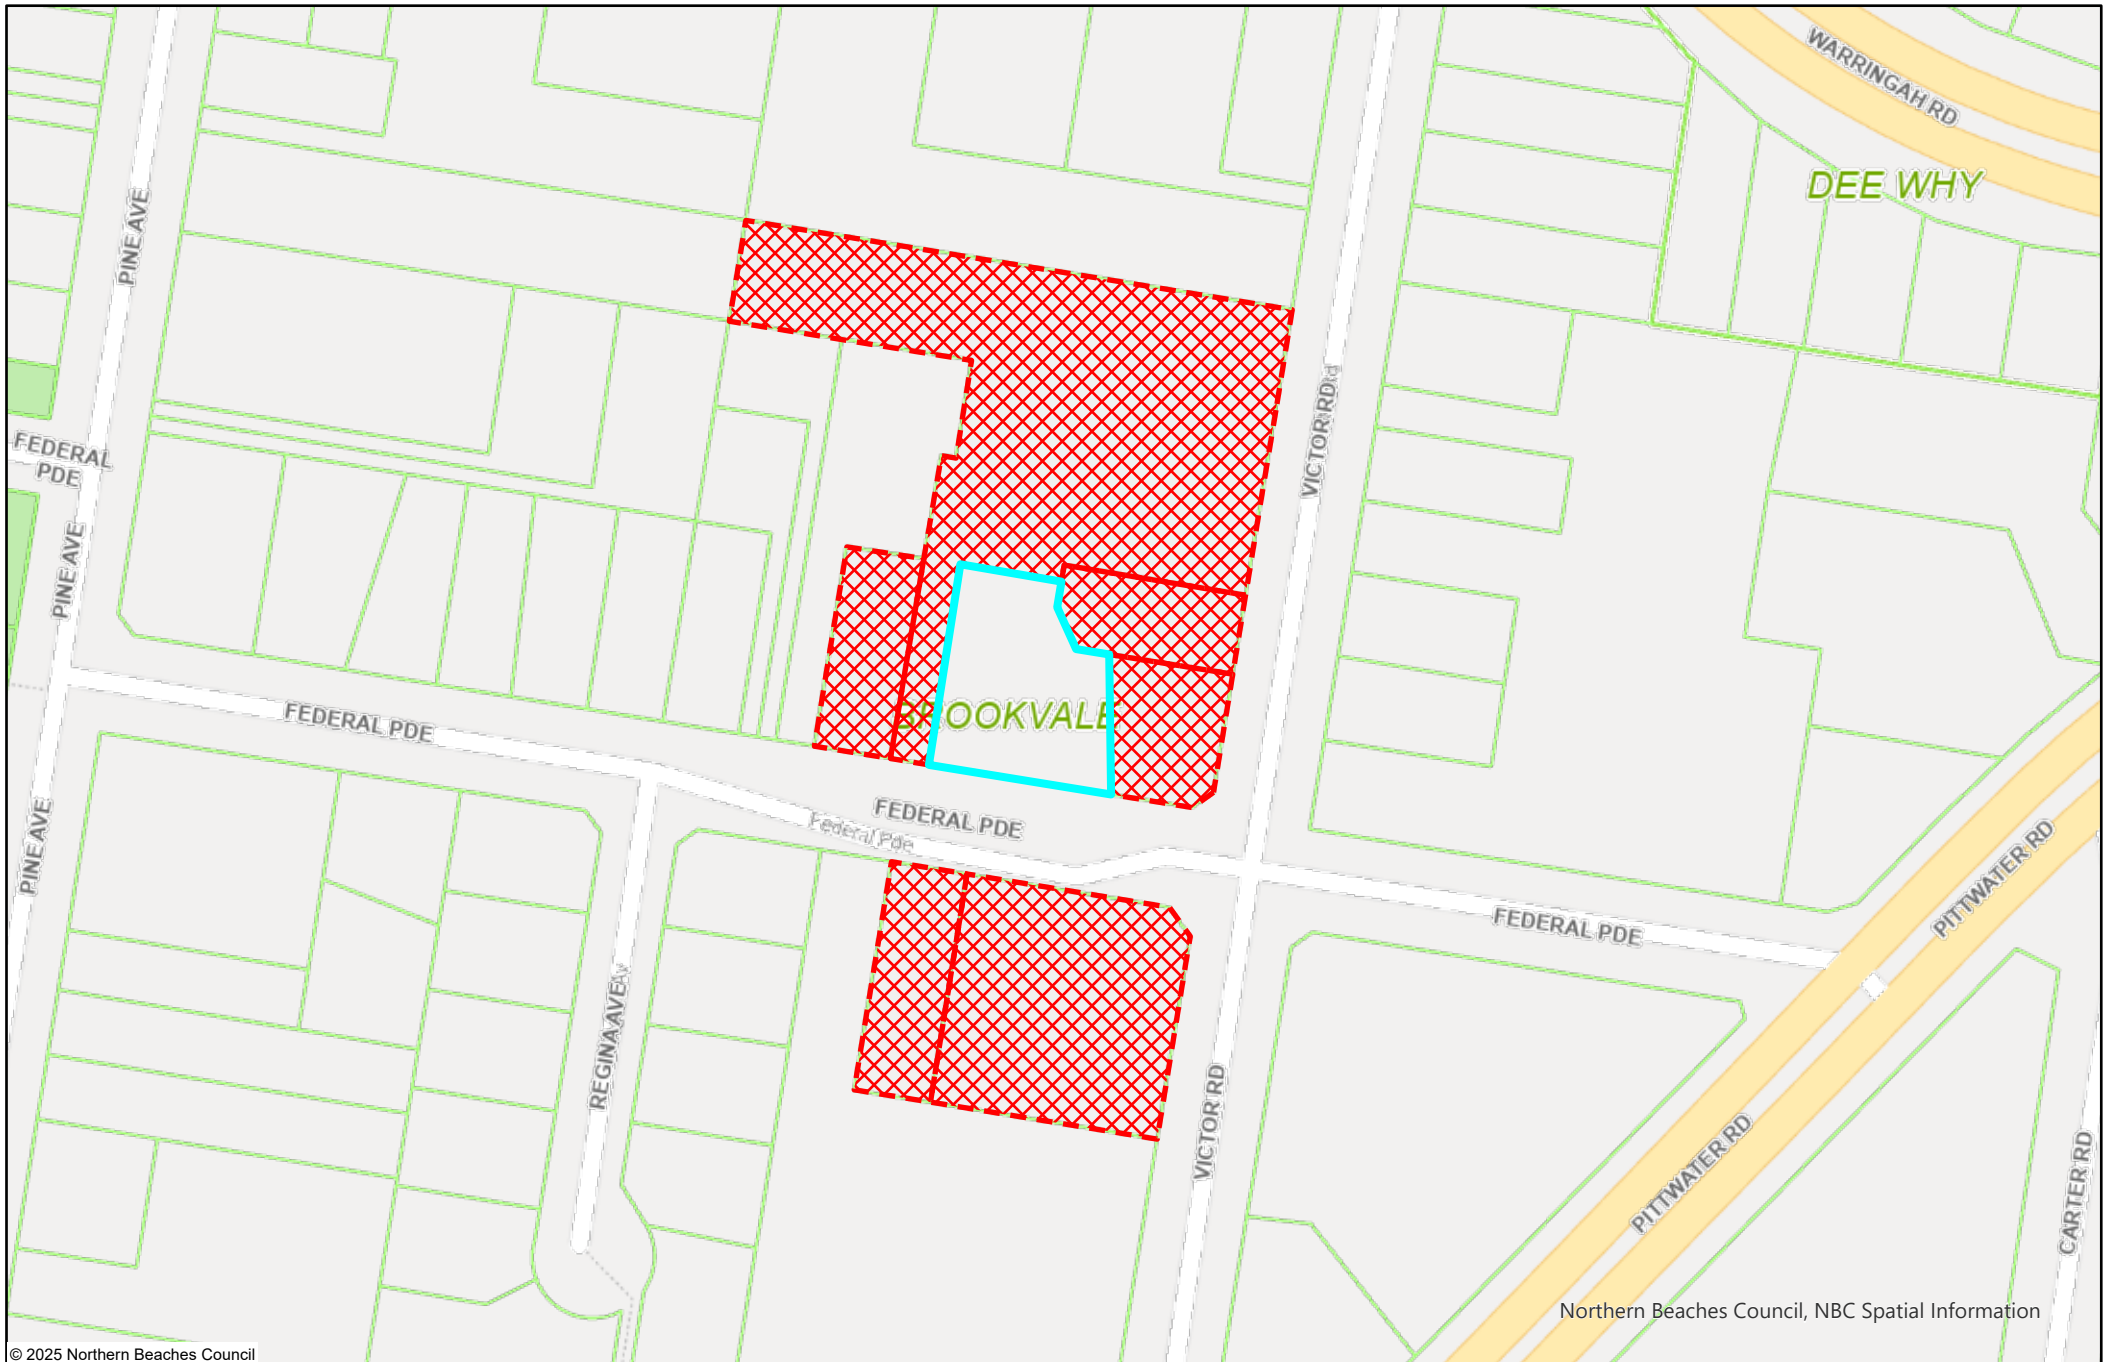 WARRINGAH RD
DEE WHY
PINE AVE
VICTOR RD
FEDERAL
PDE
PINE AVE
FEDERAL PDE
BROOKVALE
FEDERAL PDE
Federal Pde
PINE AVE
FEDERAL PDE
PITTWATER RD
REGINA AVE
VICTOR RD
PITTWATER RD
CARTER RD
Northern Beaches Council, NBC Spatial Information
© 2025 Northern Beaches Council